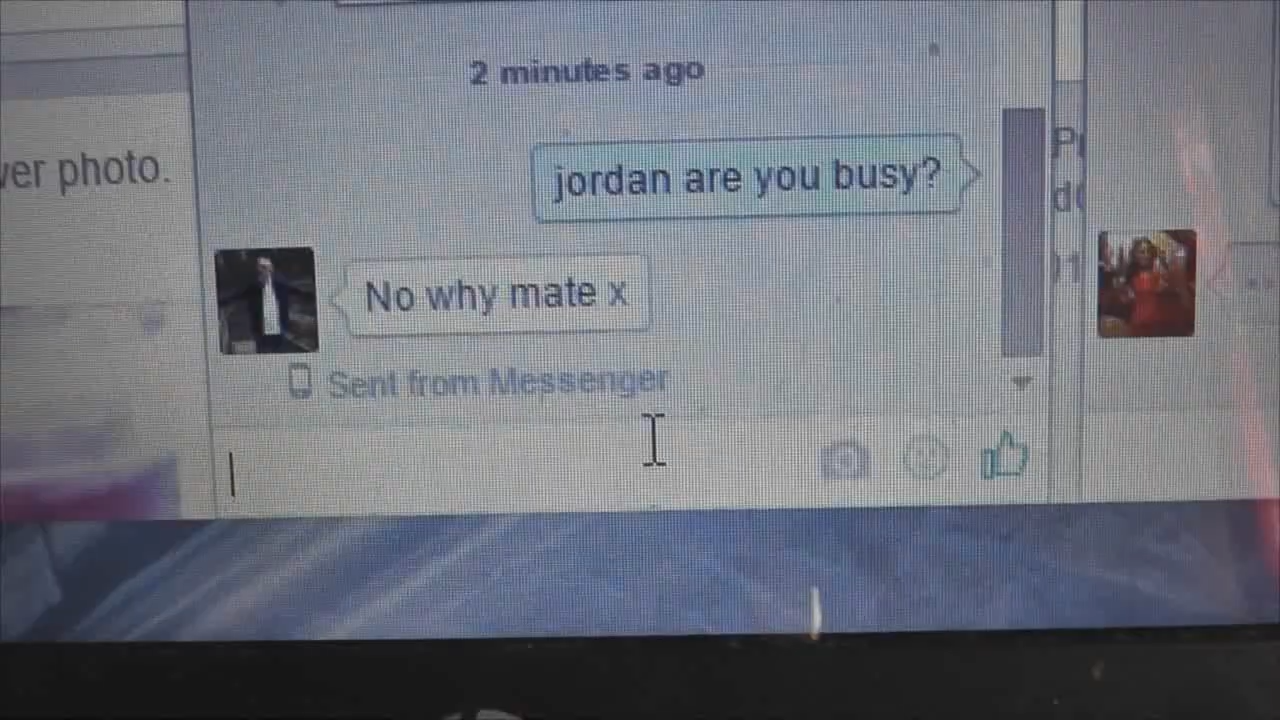 2 minutes ago
ver photo.
jordan are you busy?
No why mate x
Sent from Messenger